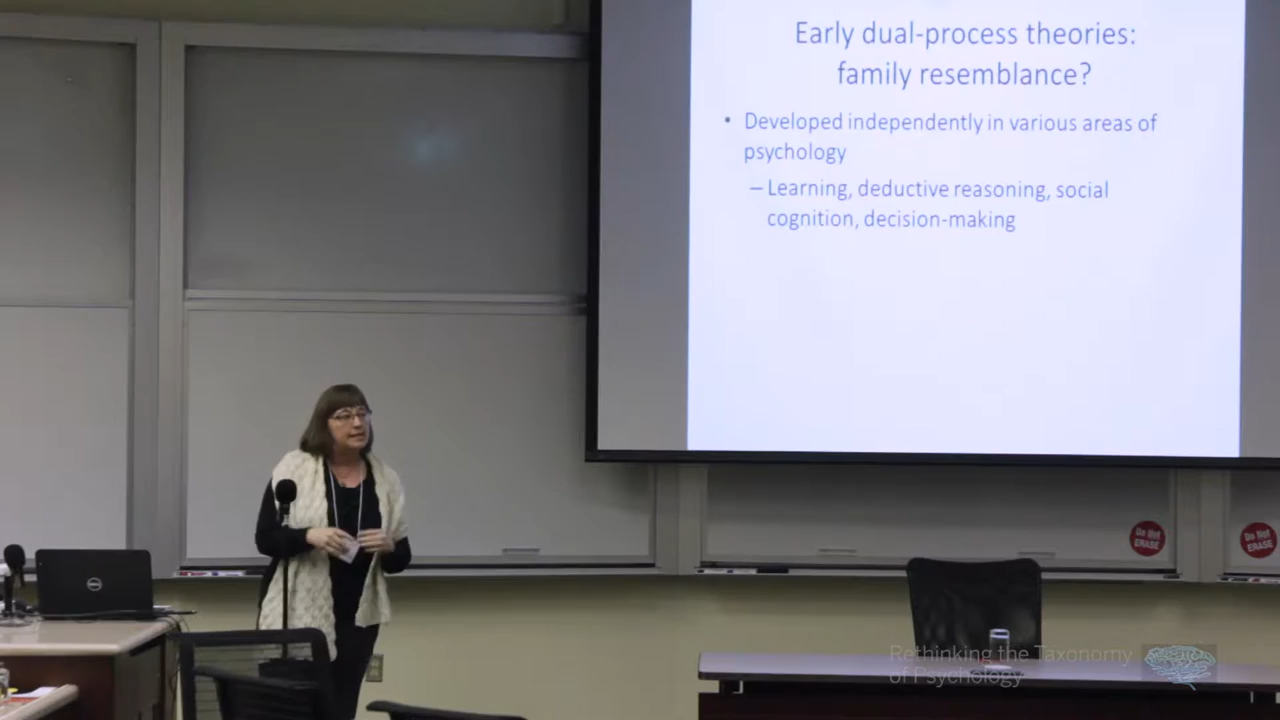 Early dual-process theories:
family resemblance?
• Developed independently in various areas of
psychology
– Learning, deductive reasoning, social
cognition, decision-making
Do Not
ERASE
Do Not
ERASE
DELL
Rethinking the Taxonomy
of Psychology